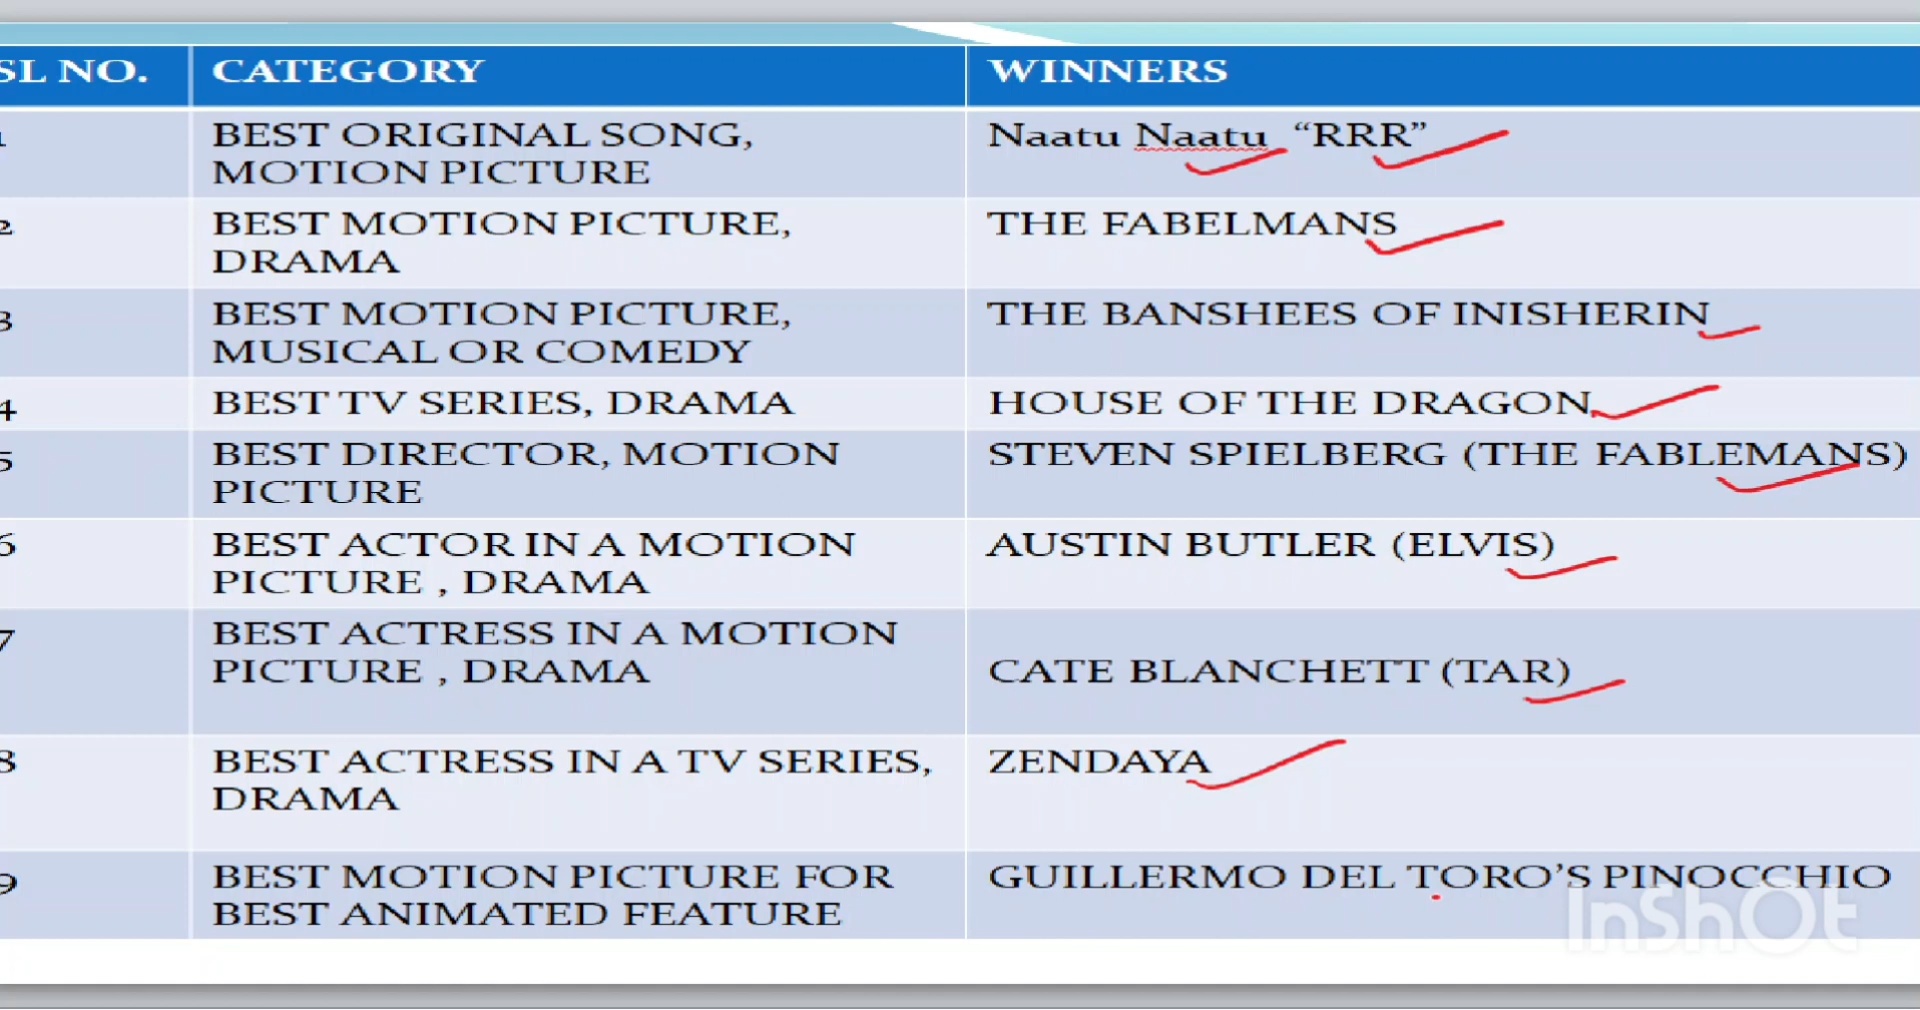 SL NO. CATEGORY WINNERS
1 BEST ORIGINAL SONG, Naatu Naatu “RRR”
MOTION PICTURE
2 BEST MOTION PICTURE, THE FABELMANS
DRAMA
3 BEST MOTION PICTURE, THE BANSHEES OF INISHERIN
MUSICAL OR COMEDY
4 BEST TV SERIES, DRAMA HOUSE OF THE DRAGON
5 BEST DIRECTOR, MOTION STEVEN SPIELBERG (THE FABLEMANS)
PICTURE
6 BEST ACTOR IN A MOTION AUSTIN BUTLER (ELVIS)
PICTURE , DRAMA
7 BEST ACTRESS IN A MOTION
PICTURE , DRAMA CATE BLANCHETT (TAR)
8 BEST ACTRESS IN A TV SERIES, ZENDAYA
DRAMA
9 BEST MOTION PICTURE FOR GUILLERMO DEL TORO’S PINOCCHIO
BEST ANIMATED FEATURE
InShOt